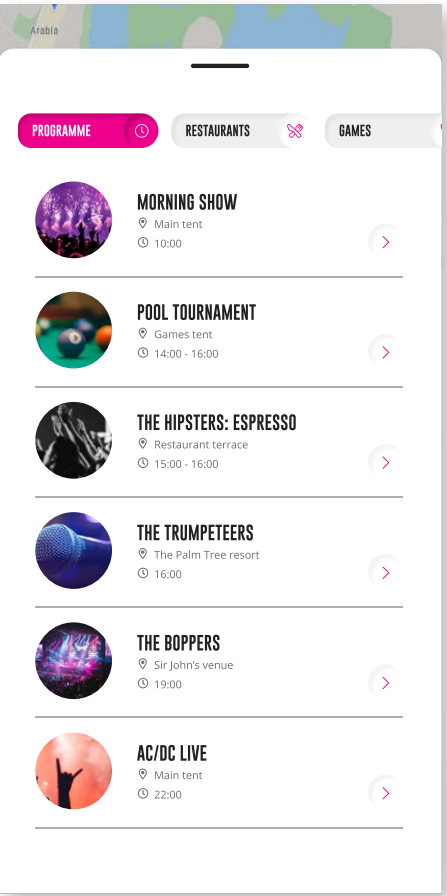 Arabia
PROGRAMME
RESTAURANTS
GAMES
MORNING SHOW
Main tent
10:00
POOL TOURNAMENT
Games tent
14:00 - 16:00
THE HIPSTERS: ESPRESSO
Restaurant terrace
15:00 - 16:00
THE TRUMPETEERS
The Palm Tree resort
16:00
THE BOPPERS
Sir John's venue
19:00
AC/DC LIVE
Main tent
22:00